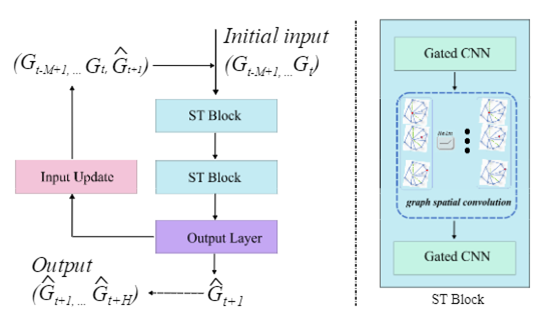 Initial input
(G_{t-M+1}, ... G_t, Ĝ_{t+1})
(G_{t-M+1}, ... G_t)
ST Block
ST Block
Input Update
Output Layer
Output
(Ĝ_{t+1}, ... Ĝ_{t+H})
Ĝ_{t+1}
Gated CNN
graph spatial convolution
Gated CNN
ST Block